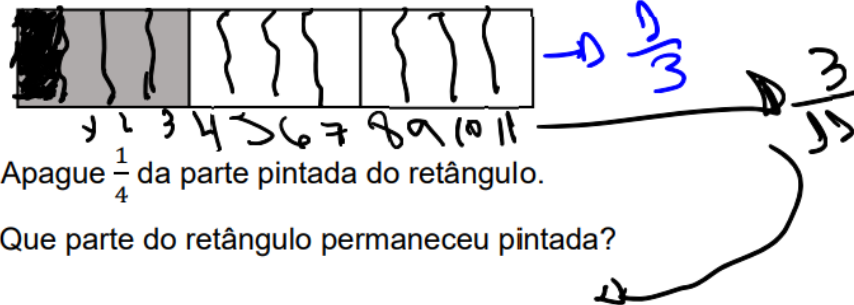 1/3
1 2 3 4 5 6 7 8 9 10 11
3/11
Apague 1/4 da parte pintada do retângulo.
Que parte do retângulo permaneceu pintada?